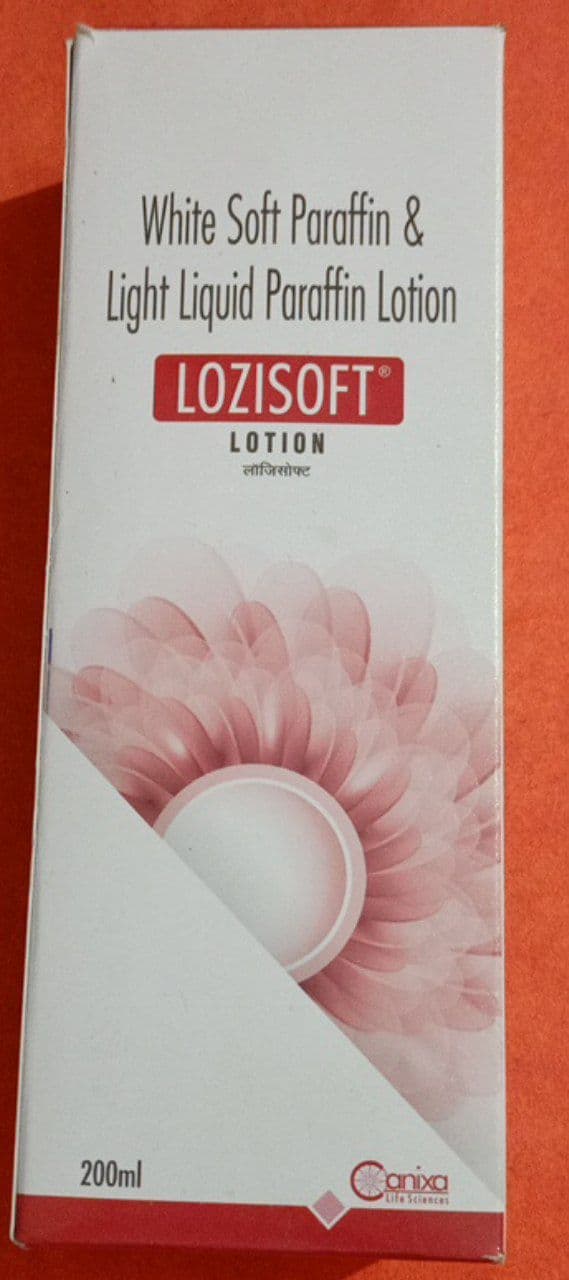 White Soft Paraffin &
Light Liquid Paraffin Lotion
LOZISOFT®
LOTION
लॉजिसोफ्ट
200ml
Canixa
Life Sciences